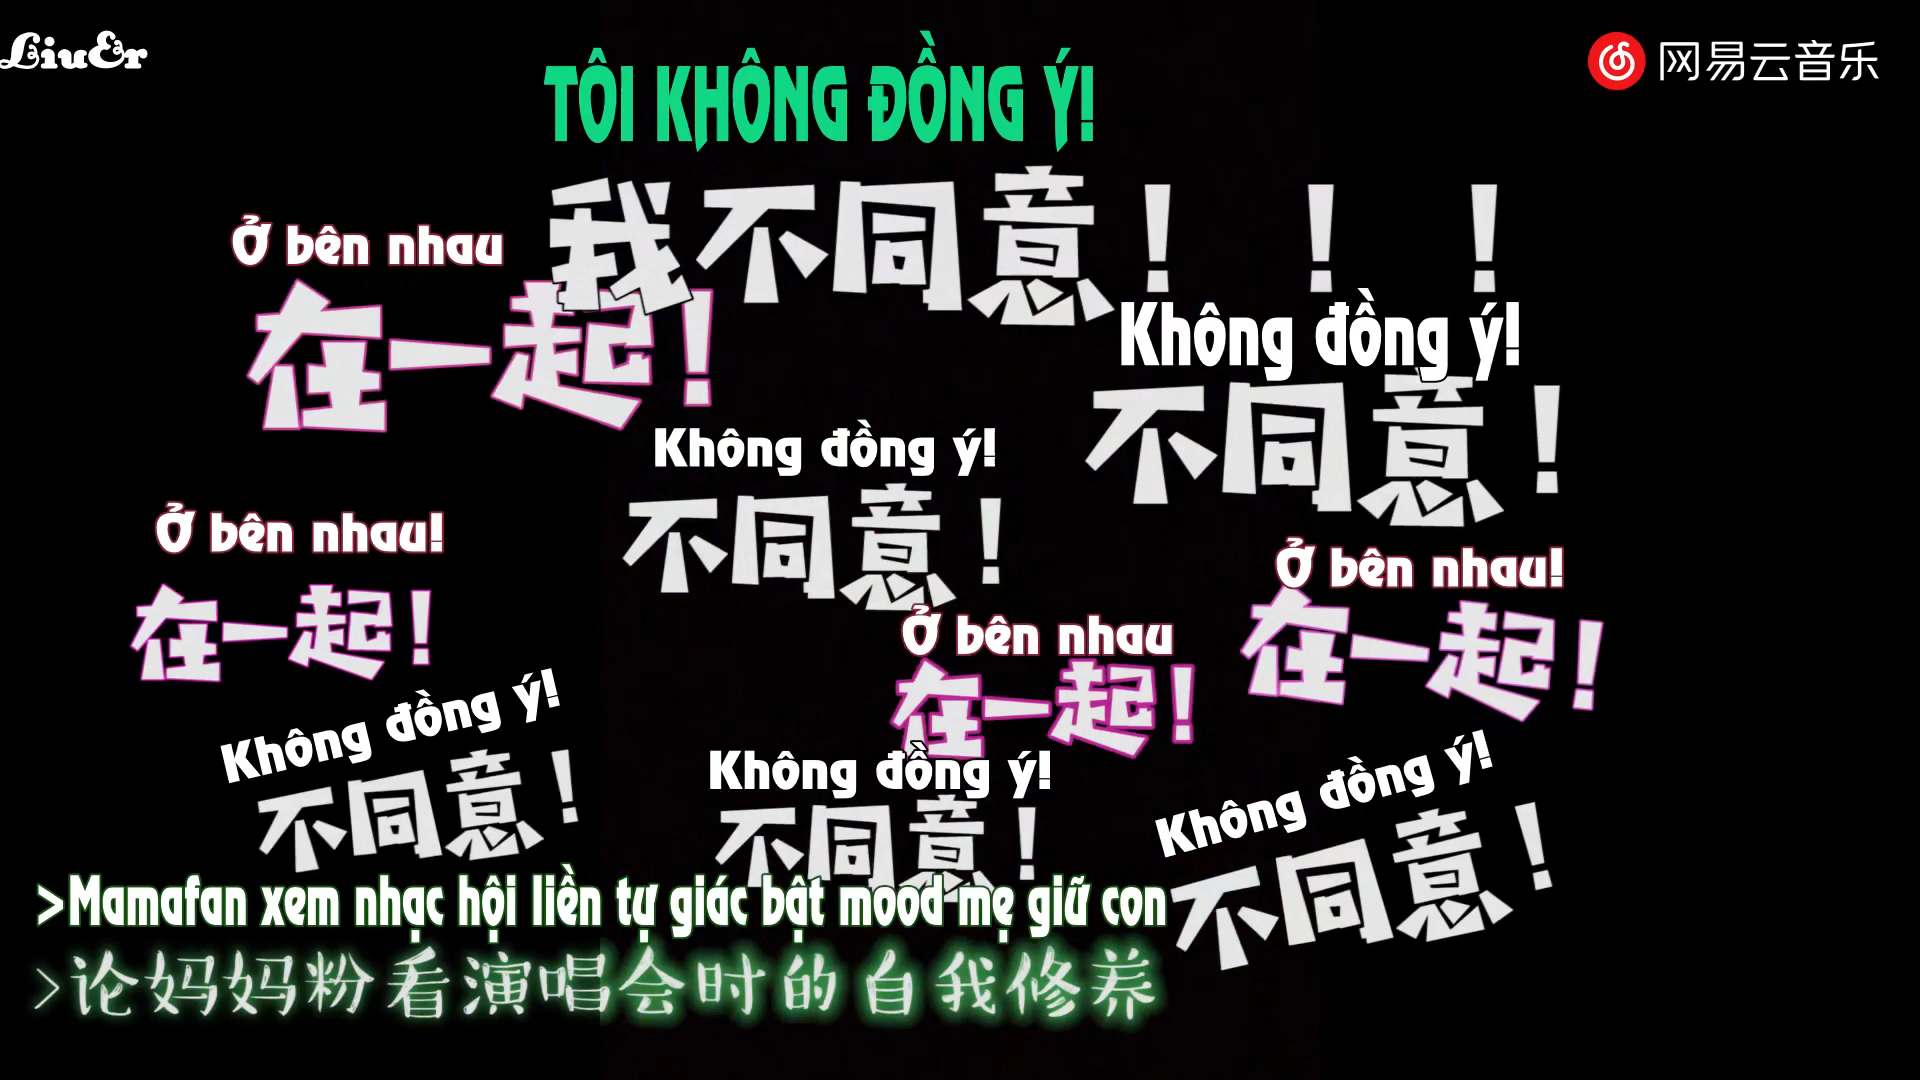 LiuEr
网易云音乐
TÔI KHÔNG ĐỒNG Ý!
我不同意！！！
Ở bên nhau
在一起！
Không đồng ý!
不同意！
Không đồng ý!
不同意！
Ở bên nhau!
在一起！
Ở bên nhau!
在一起！
Ở bên nhau
在一起！
Không đồng ý!
不同意！
Không đồng ý!
不同意！
Không đồng ý!
不同意！
>Mamafan xem nhạc hội liền tự giác bật mood mẹ giữ con
>论妈妈粉看演唱会时的自我修养